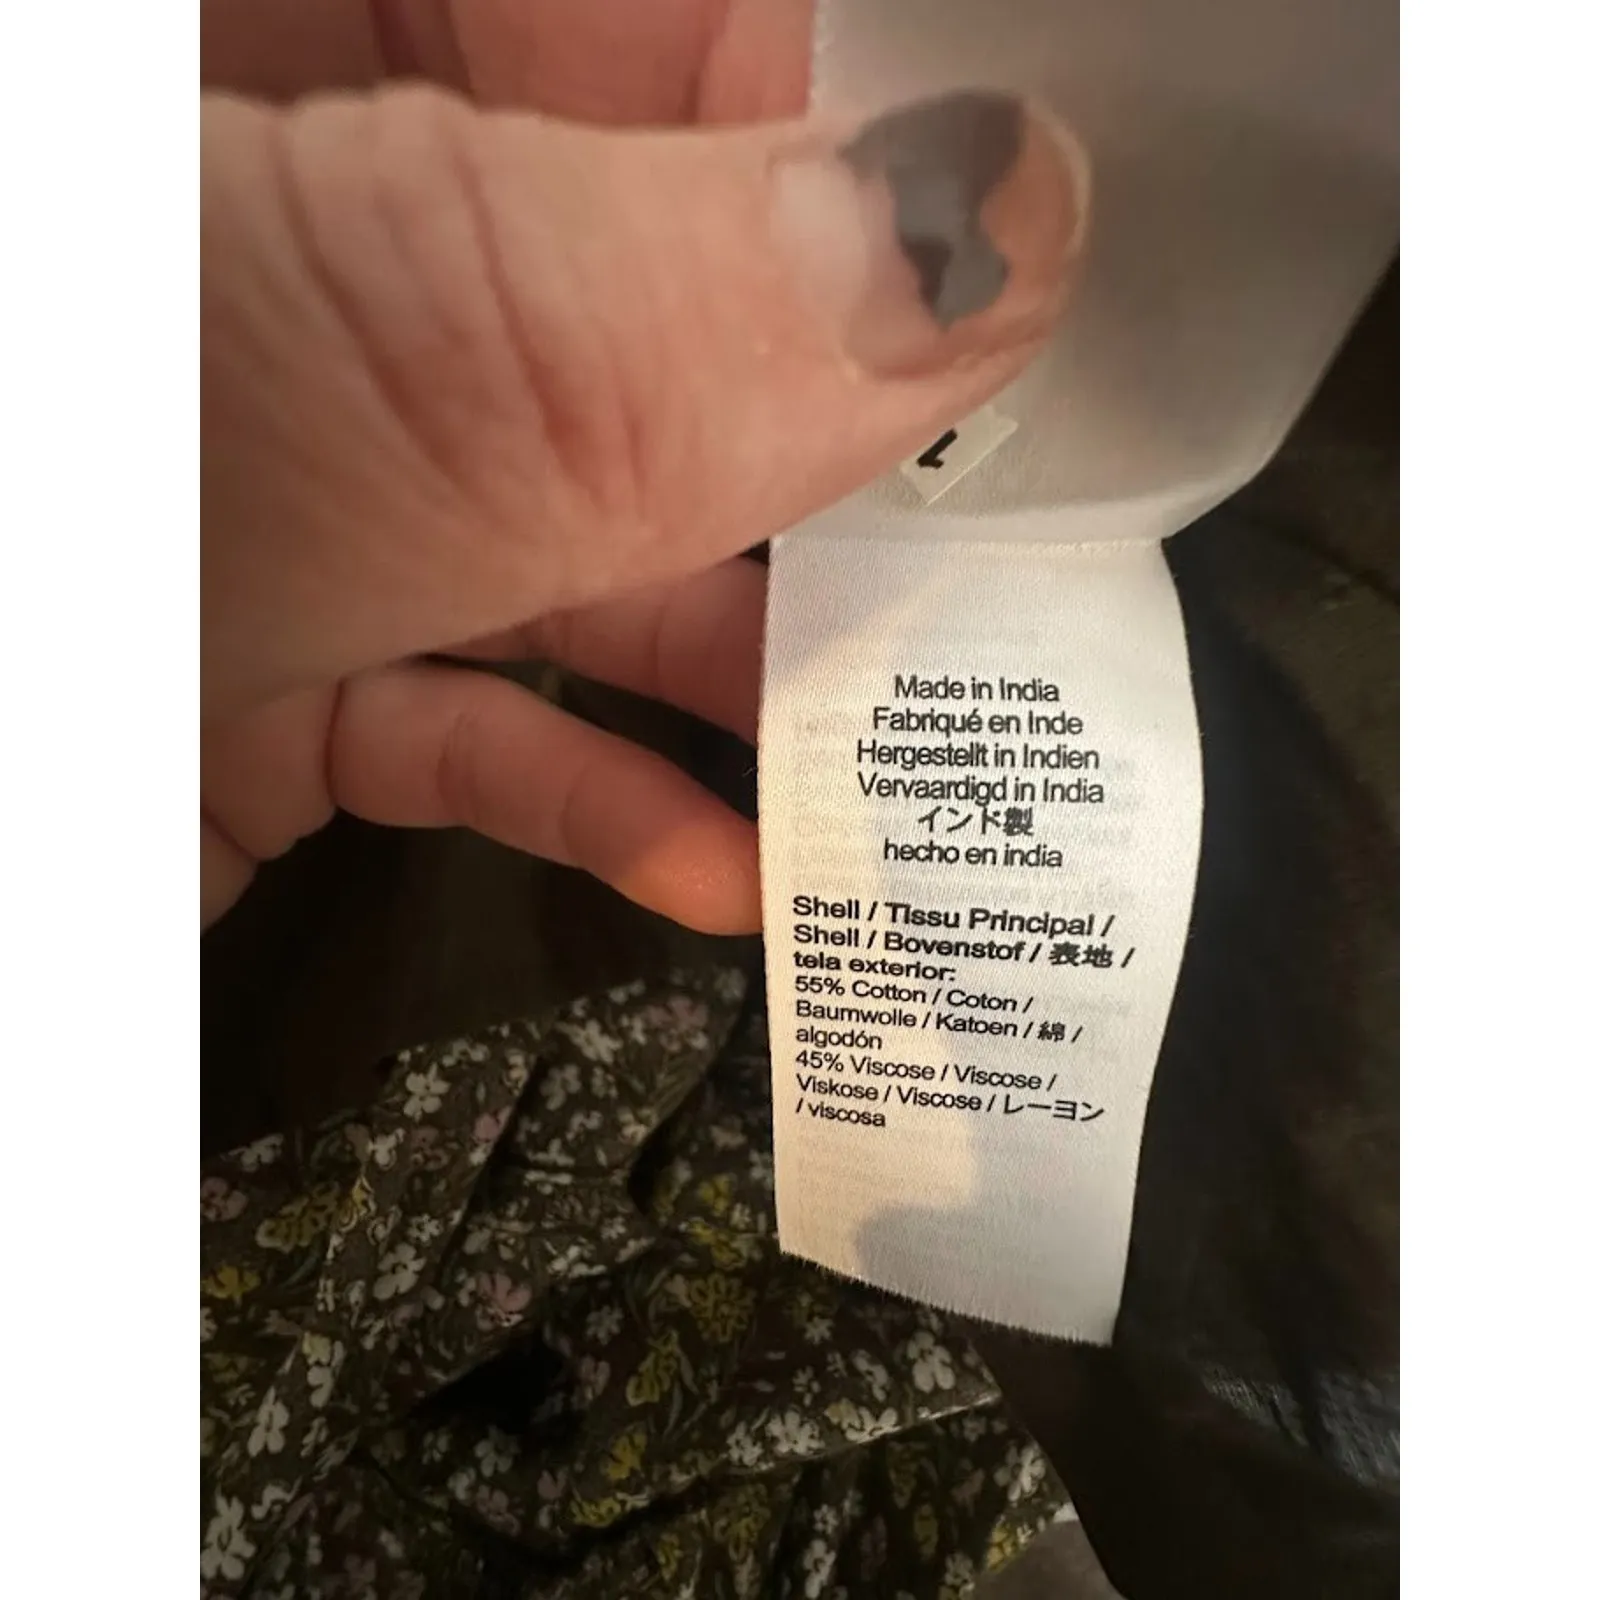 Made in India
Fabriqué en Inde
Hergestellt in Indien
Vervaardigd in India
インド製
hecho en india
Shell / Tissu Principal /
Shell / Bovenstof / 表地 /
tela exterior:
55% Cotton / Coton /
Baumwolle / Katoen / 綿 /
algodón
45% Viscose / Viscose /
Viskose / Viscose / レーヨン
/ viscosa